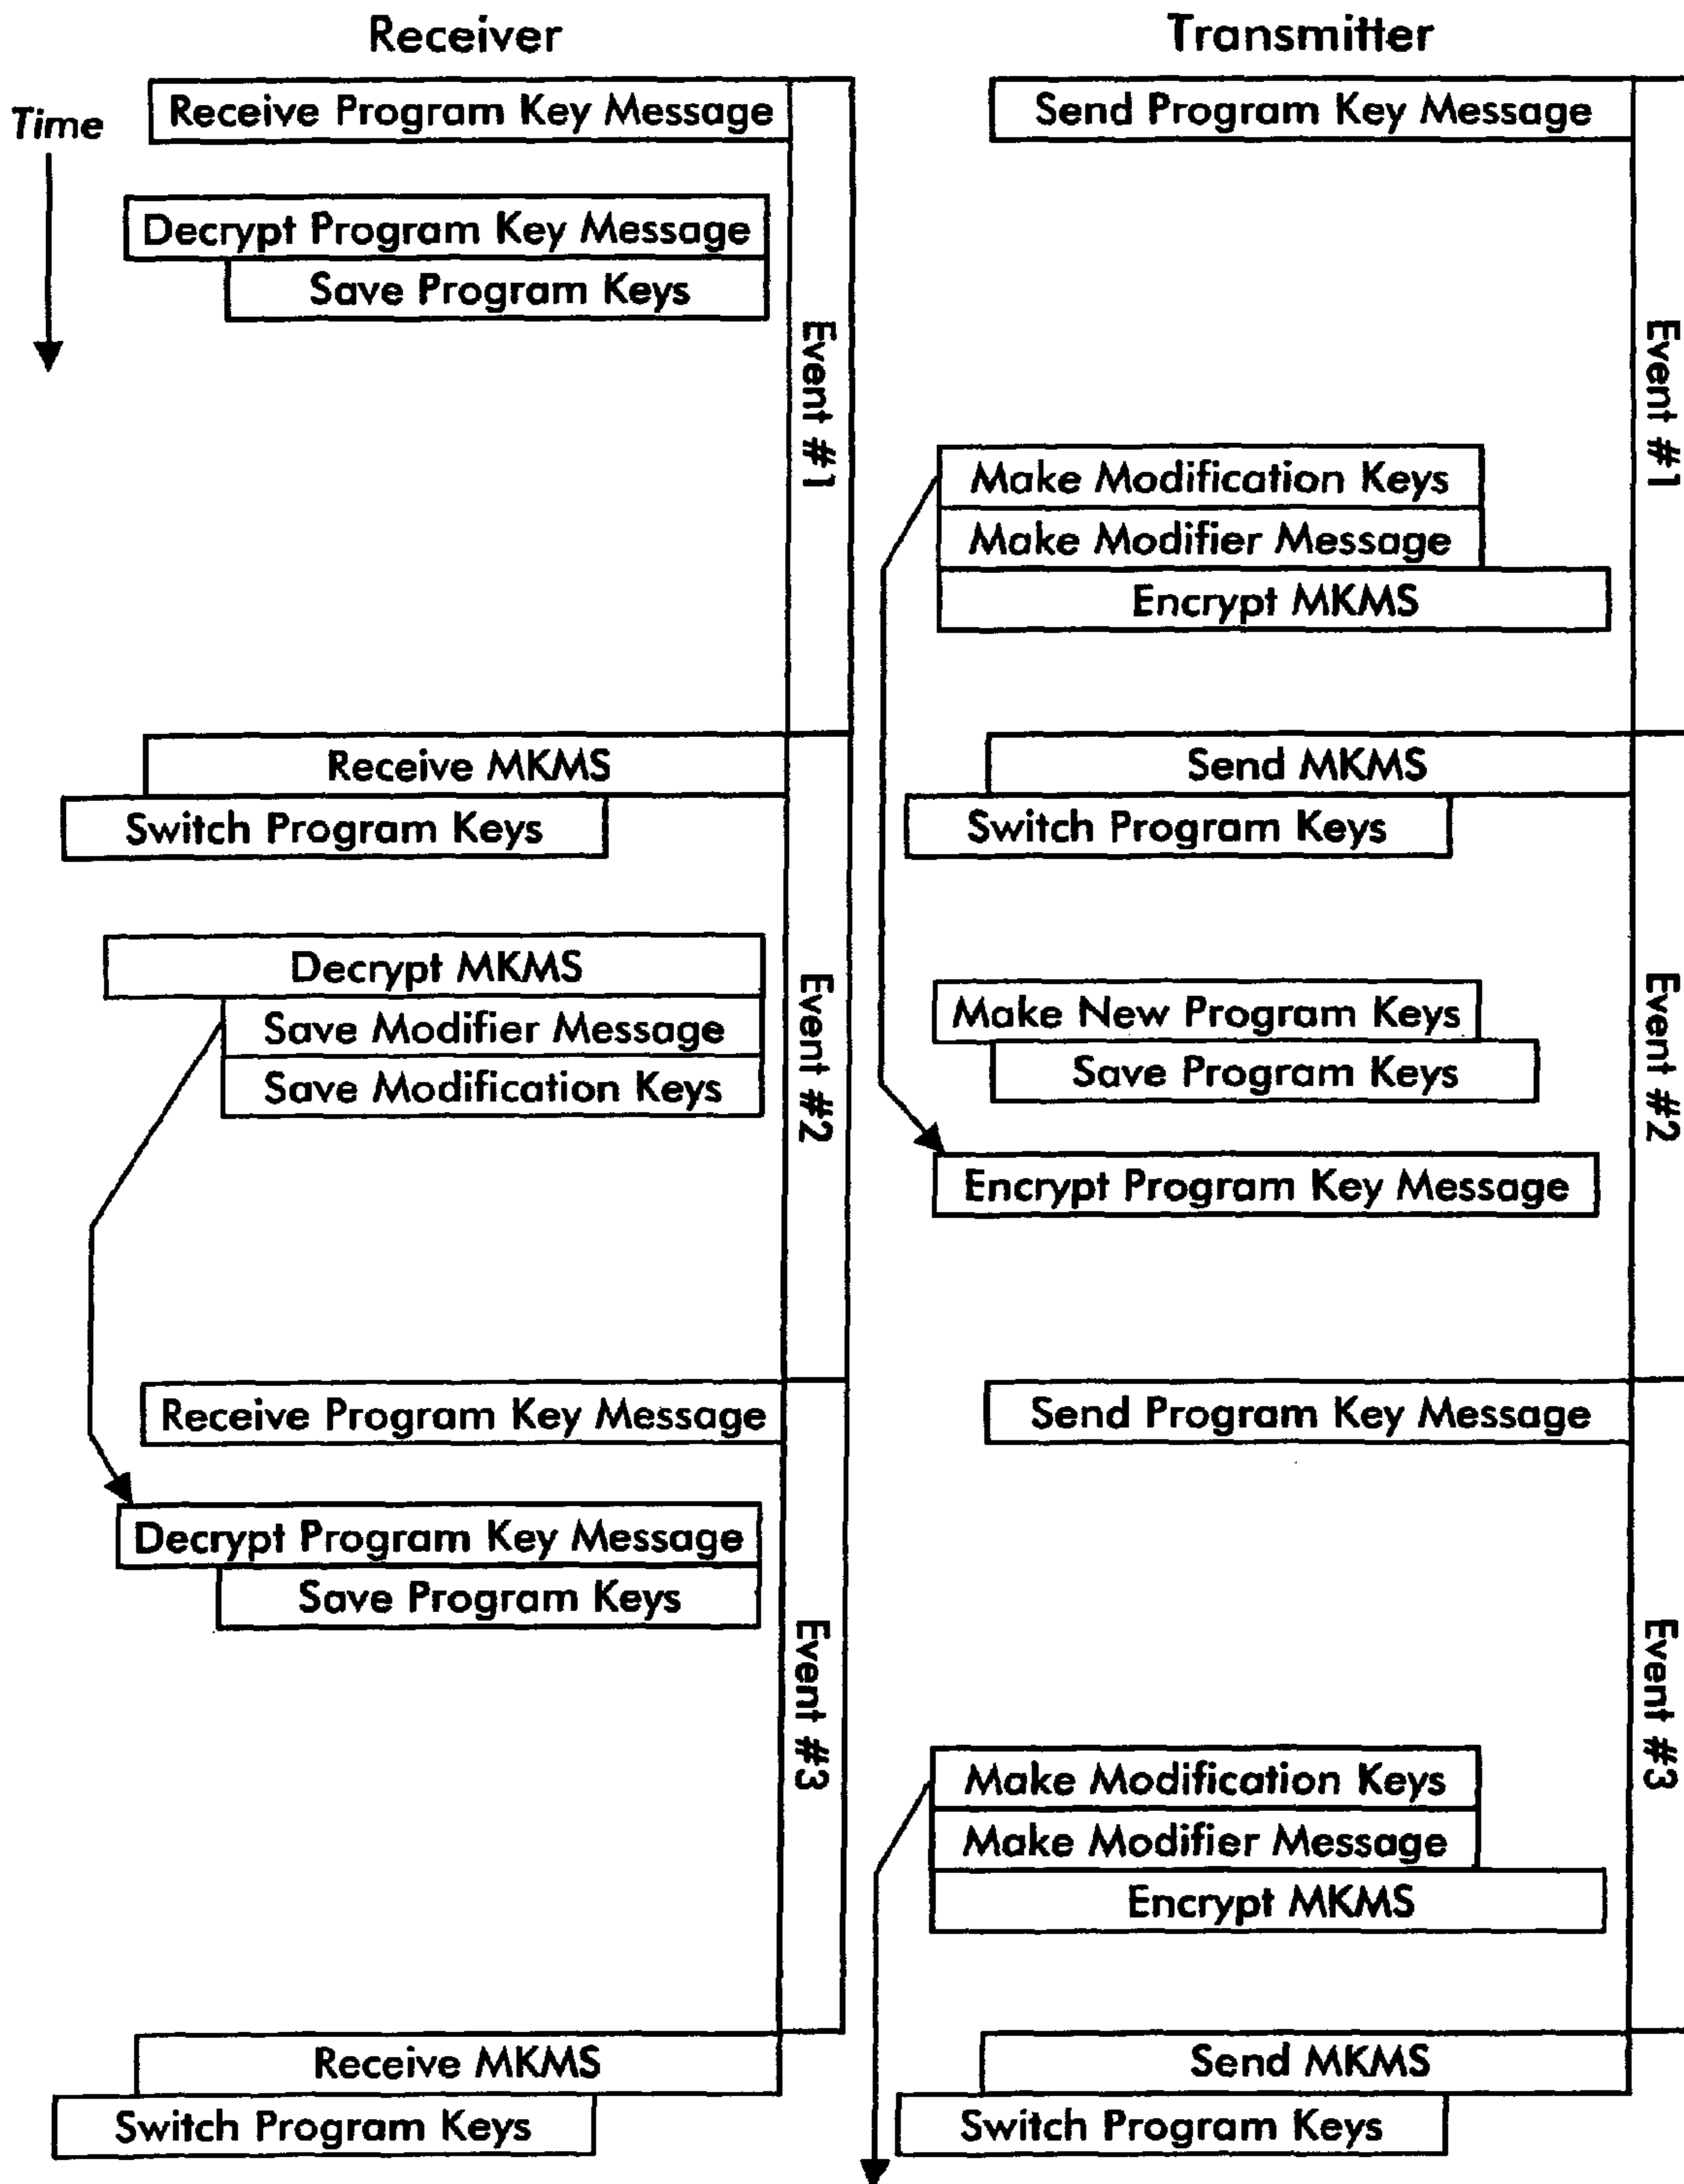 Receiver
Transmitter
Time
Receive Program Key Message
Send Program Key Message
Decrypt Program Key Message
Save Program Keys
Event #1
Event #1
Make Modification Keys
Make Modifier Message
Encrypt MKMS
Receive MKMS
Send MKMS
Switch Program Keys
Switch Program Keys
Decrypt MKMS
Save Modifier Message
Save Modification Keys
Event #2
Event #2
Make New Program Keys
Save Program Keys
Encrypt Program Key Message
Receive Program Key Message
Send Program Key Message
Decrypt Program Key Message
Save Program Keys
Event #3
Event #3
Make Modification Keys
Make Modifier Message
Encrypt MKMS
Receive MKMS
Send MKMS
Switch Program Keys
Switch Program Keys